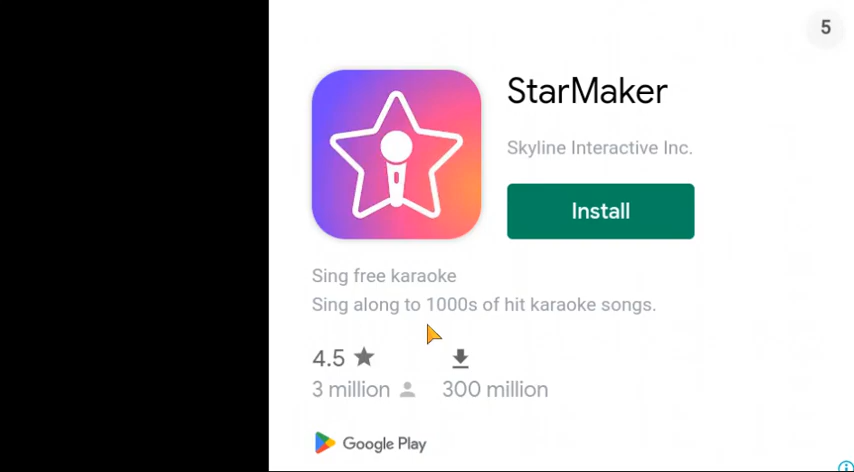 5
StarMaker
Skyline Interactive Inc.
Install
Sing free karaoke
Sing along to 1000s of hit karaoke songs.
4.5
3 million
300 million
Google Play